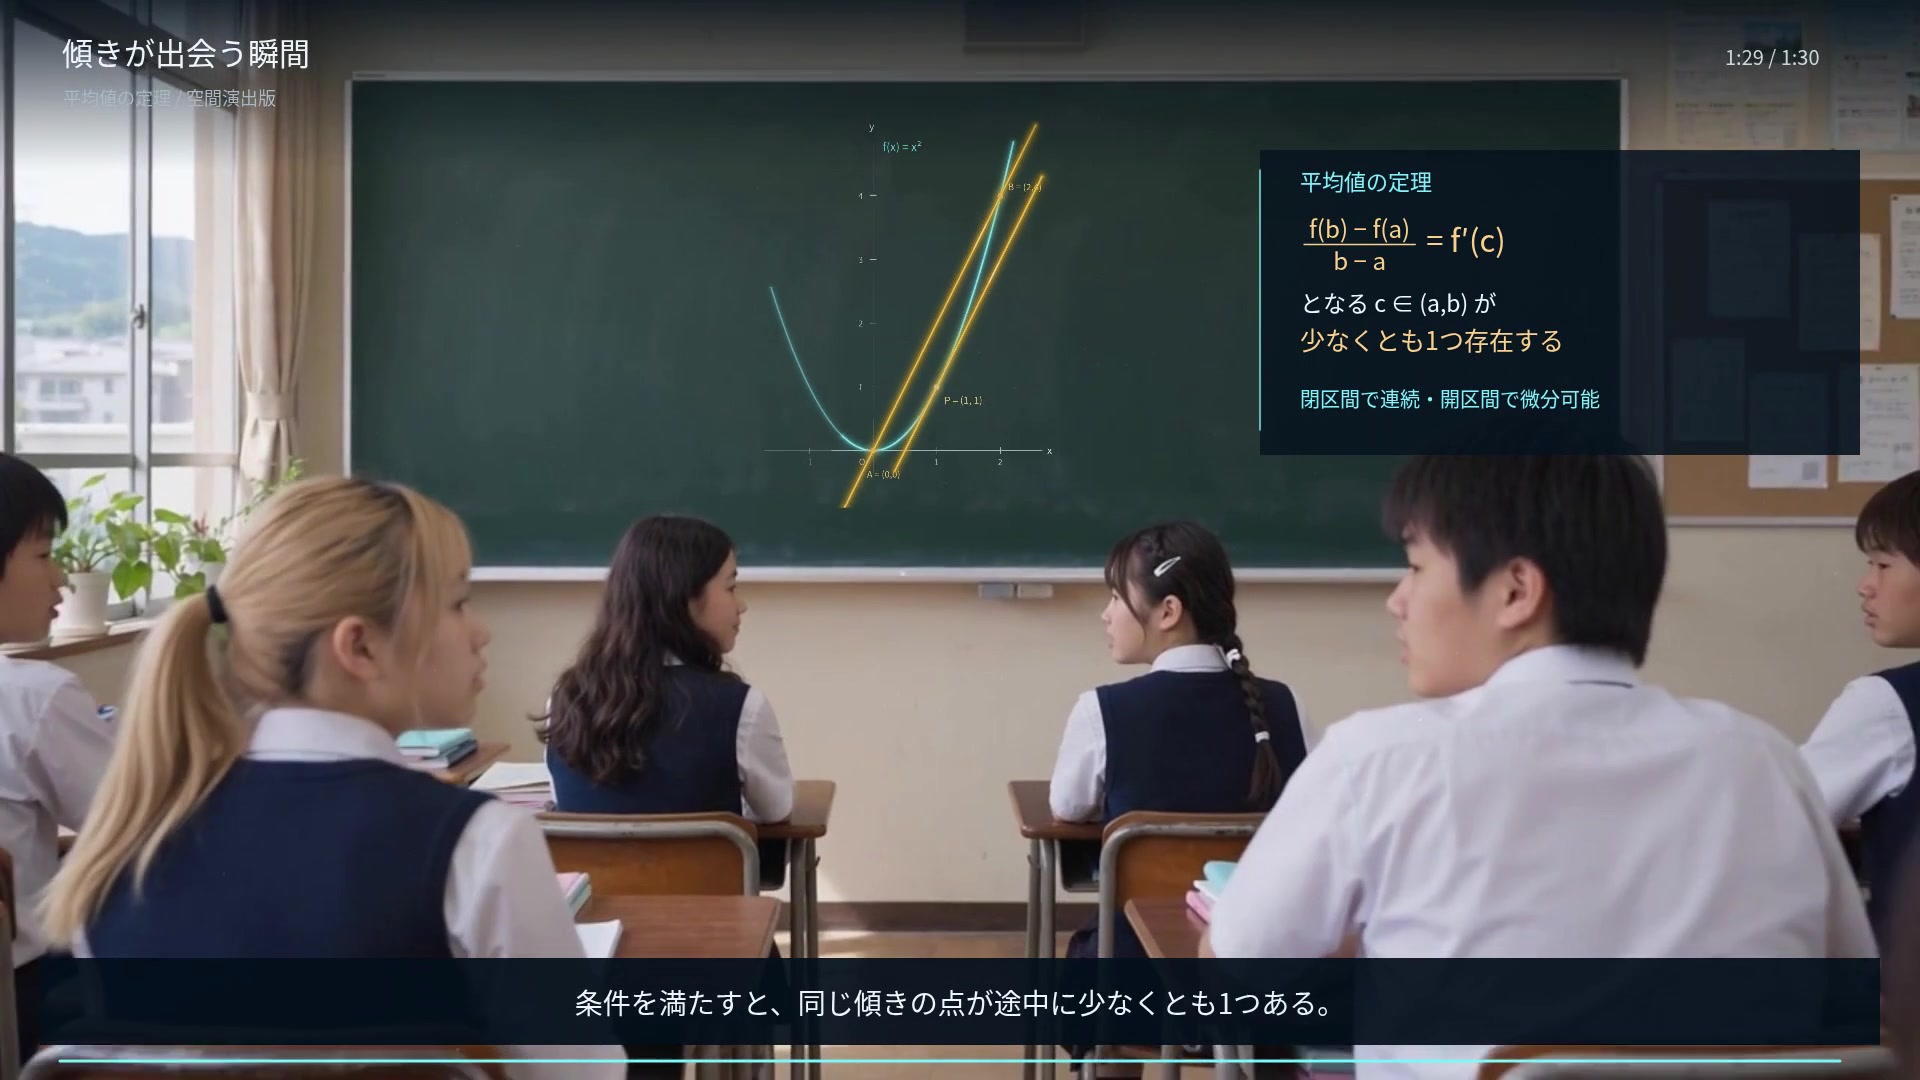 傾きが出会う瞬間
平均値の定理 / 空間演出版
1:29 / 1:30
y
f(x) = x²
B = (2,4)
4
3
2
1
P = (1, 1)
x
1
O
1
2
A = (0,0)
平均値の定理
f(b) − f(a)
b − a
= f′(c)
となる c ∈ (a,b) が
少なくとも1つ存在する
閉区間で連続・開区間で微分可能
条件を満たすと、同じ傾きの点が途中に少なくとも1つある。